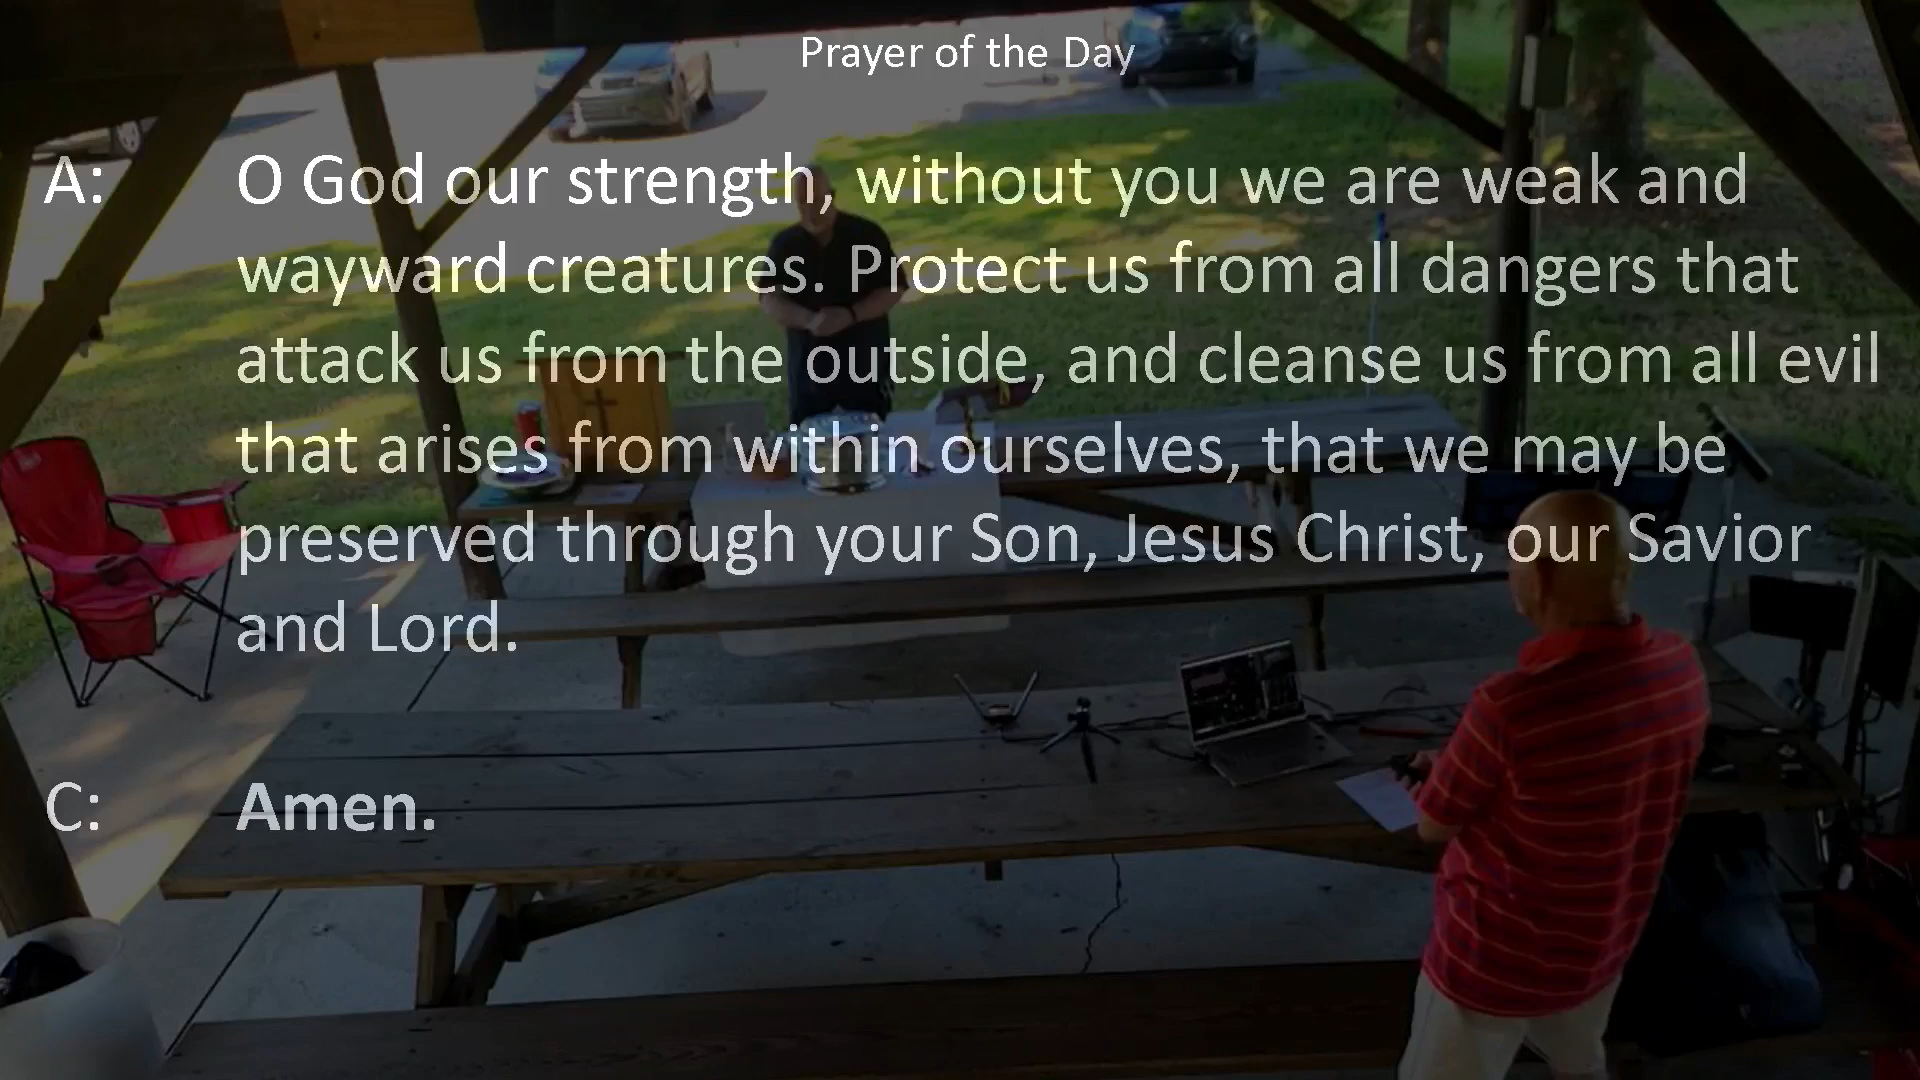 Prayer of the Day
A: O God our strength, without you we are weak and
wayward creatures. Protect us from all dangers that
attack us from the outside, and cleanse us from all evil
that arises from within ourselves, that we may be
preserved through your Son, Jesus Christ, our Savior
and Lord.
C: Amen.